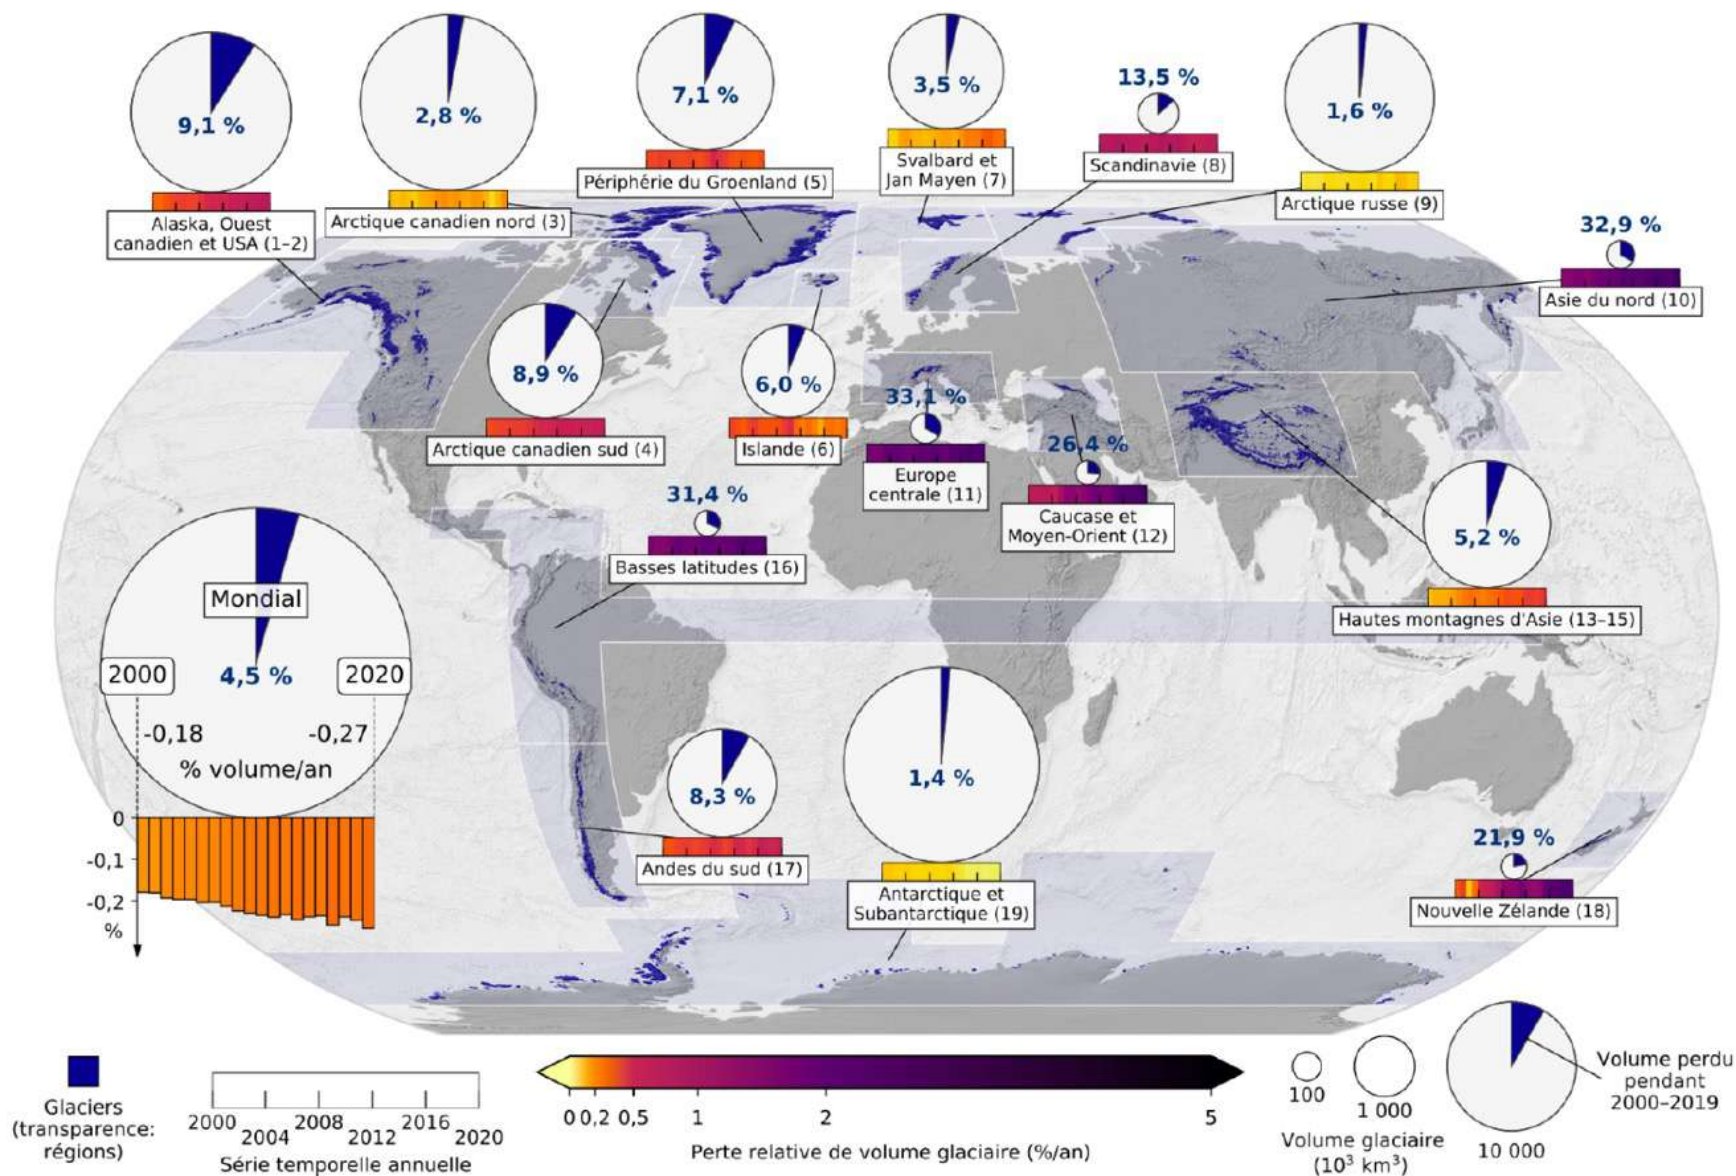 9,1 %
Alaska, Ouest
canadien et USA (1–2)
2,8 %
Arctique canadien nord (3)
7,1 %
Périphérie du Groenland (5)
3,5 %
Svalbard et
Jan Mayen (7)
13,5 %
Scandinavie (8)
1,6 %
Arctique russe (9)
32,9 %
Asie du nord (10)
8,9 %
Arctique canadien sud (4)
6,0 %
Islande (6)
33,1 %
Europe
centrale (11)
26,4 %
Caucase et
Moyen-Orient (12)
5,2 %
Hautes montagnes d'Asie (13–15)
31,4 %
Basses latitudes (16)
Mondial
2000
4,5 %
2020
-0,18
-0,27
% volume/an
0
-0,1
-0,2
%
8,3 %
Andes du sud (17)
1,4 %
Antarctique et
Subantarctique (19)
21,9 %
Nouvelle Zélande (18)
Glaciers
(transparence:
régions)
2000
2004
2008
2012
2016
2020
Série temporelle annuelle
0
0,2
0,5
1
2
5
Perte relative de volume glaciaire (%/an)
100
1 000
10 000
Volume glaciaire
(10³ km³)
Volume perdu
pendant
2000–2019